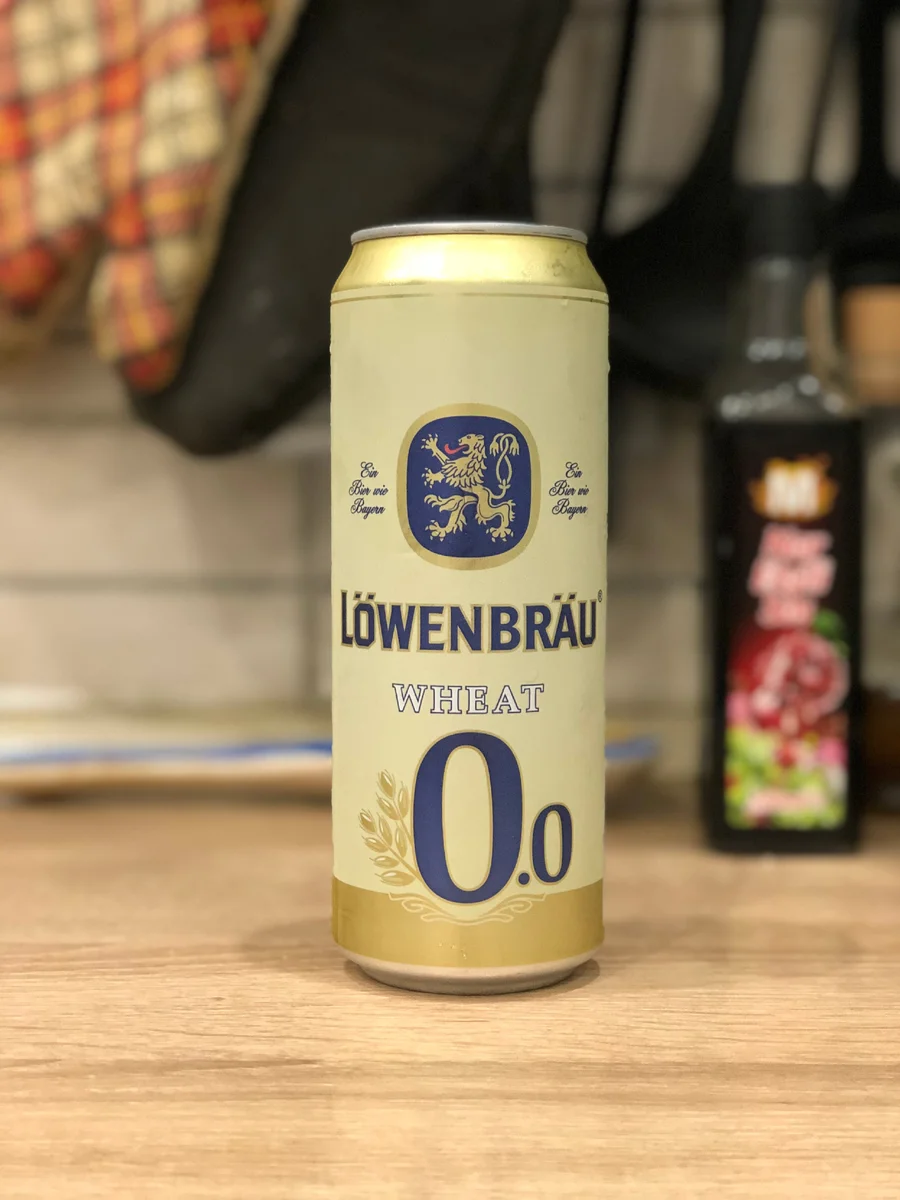 Ein
Bier wie
Bayern
Ein
Bier wie
Bayern
LÖWENBRÄU®
WHEAT
0.0
M